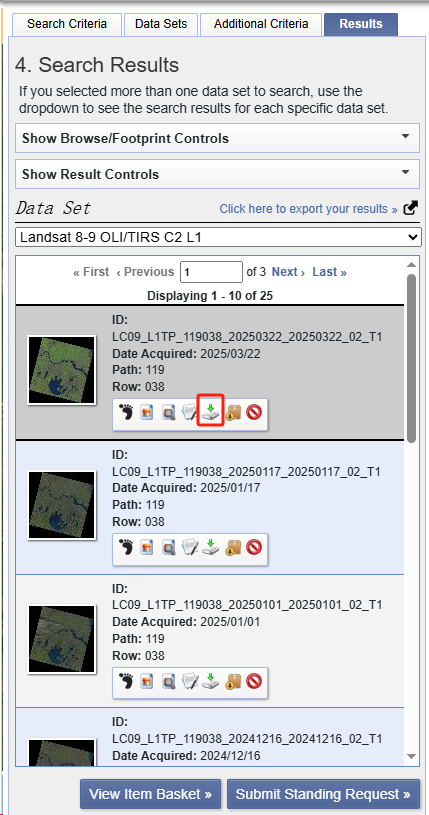 Search Criteria
Data Sets
Additional Criteria
Results
4. Search Results
If you selected more than one data set to search, use the
dropdown to see the search results for each specific data set.
Show Browse/Footprint Controls
Show Result Controls
Data Set
Click here to export your results »
Landsat 8-9 OLI/TIRS C2 L1
« First ‹ Previous 1 of 3 Next › Last »
Displaying 1 - 10 of 25
ID:
LC09_L1TP_119038_20250322_20250322_02_T1
Date Acquired: 2025/03/22
Path: 119
Row: 038
ID:
LC09_L1TP_119038_20250117_20250117_02_T1
Date Acquired: 2025/01/17
Path: 119
Row: 038
ID:
LC09_L1TP_119038_20250101_20250101_02_T1
Date Acquired: 2025/01/01
Path: 119
Row: 038
ID:
LC09_L1TP_119038_20241216_20241216_02_T1
Date Acquired: 2024/12/16
View Item Basket »
Submit Standing Request »